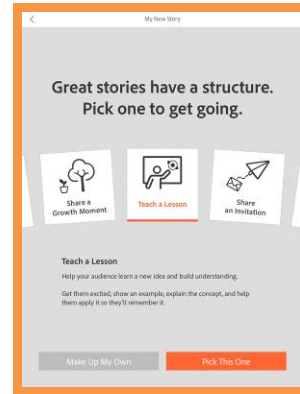 My New Story
Great stories have a structure.
Pick one to get going.
Share a
Growth Moment
Teach a Lesson
Share
an Invitation
Teach a Lesson
Help your audience learn a new idea and build understanding.
Get them excited, show an example, explain the concept, and help
them apply it so they'll remember it.
Make Up My Own
Pick This One